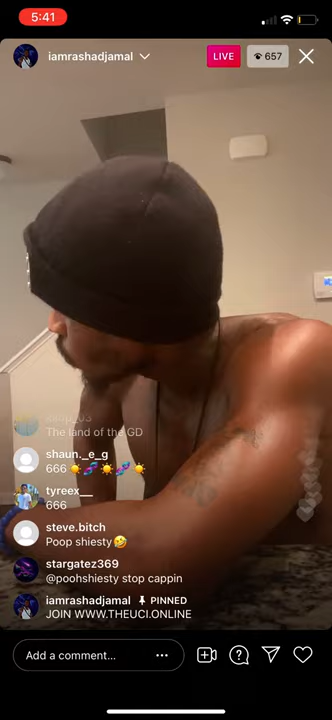 5:41
iamrashadjamal
LIVE
657
The land of the GD
shaun._e_g
666 ☀️🧬☀️🧬☀️
tyreex__
666
steve.bitch
Poop shiesty🤣
stargatez369
@poohshiesty stop cappin
iamrashadjamal PINNED
JOIN WWW.THEUCI.ONLINE
Add a comment...